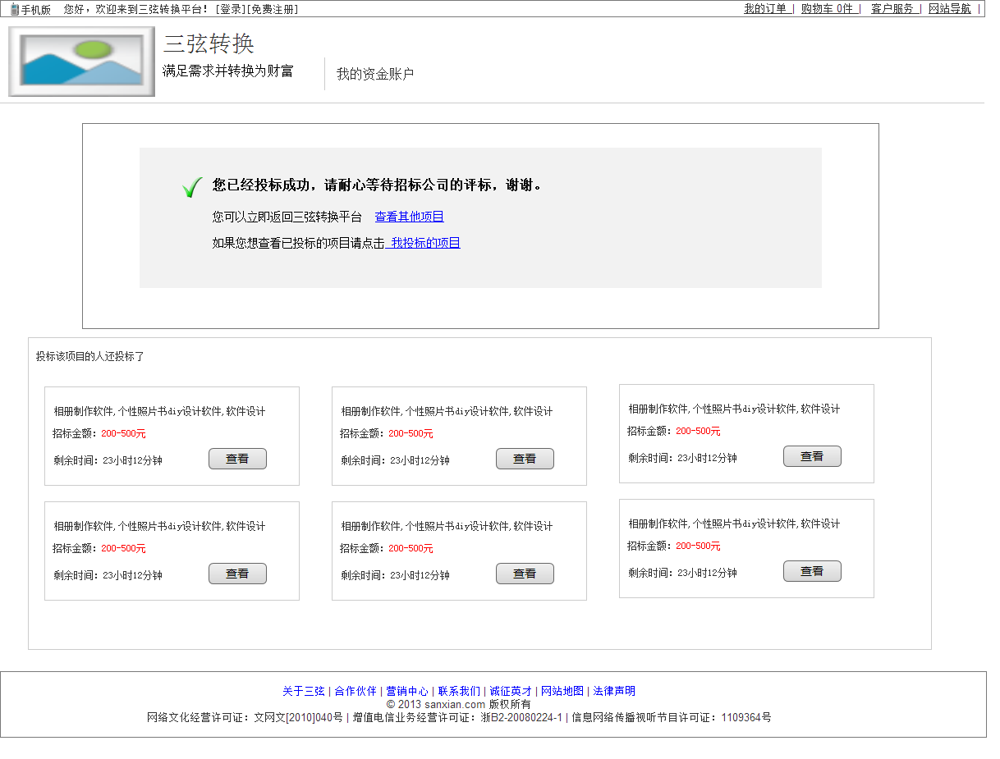 手机版 您好，欢迎来到三弦转换平台！[登录][免费注册] 我的订单 | 购物车 0件 | 客户服务 | 网站导航 |
三弦转换
满足需求并转换为财富
我的资金账户
您已经投标成功，请耐心等待招标公司的评标，谢谢。
您可以立即返回三弦转换平台 查看其他项目
如果您想查看已投标的项目请点击 我投标的项目
投标该项目的人还投标了
相册制作软件,个性照片书diy设计软件,软件设计
招标金额：200-500元
剩余时间：23小时12分钟 查看
相册制作软件,个性照片书diy设计软件,软件设计
招标金额：200-500元
剩余时间：23小时12分钟 查看
相册制作软件,个性照片书diy设计软件,软件设计
招标金额：200-500元
剩余时间：23小时12分钟 查看
相册制作软件,个性照片书diy设计软件,软件设计
招标金额：200-500元
剩余时间：23小时12分钟 查看
相册制作软件,个性照片书diy设计软件,软件设计
招标金额：200-500元
剩余时间：23小时12分钟 查看
相册制作软件,个性照片书diy设计软件,软件设计
招标金额：200-500元
剩余时间：23小时12分钟 查看
关于三弦 | 合作伙伴 | 营销中心 | 联系我们 | 诚征英才 | 网站地图 | 法律声明
© 2013 sanxian.com 版权所有
网络文化经营许可证：文网文[2010]040号 | 增值电信业务经营许可证：浙B2-20080224-1 | 信息网络传播视听节目许可证：1109364号